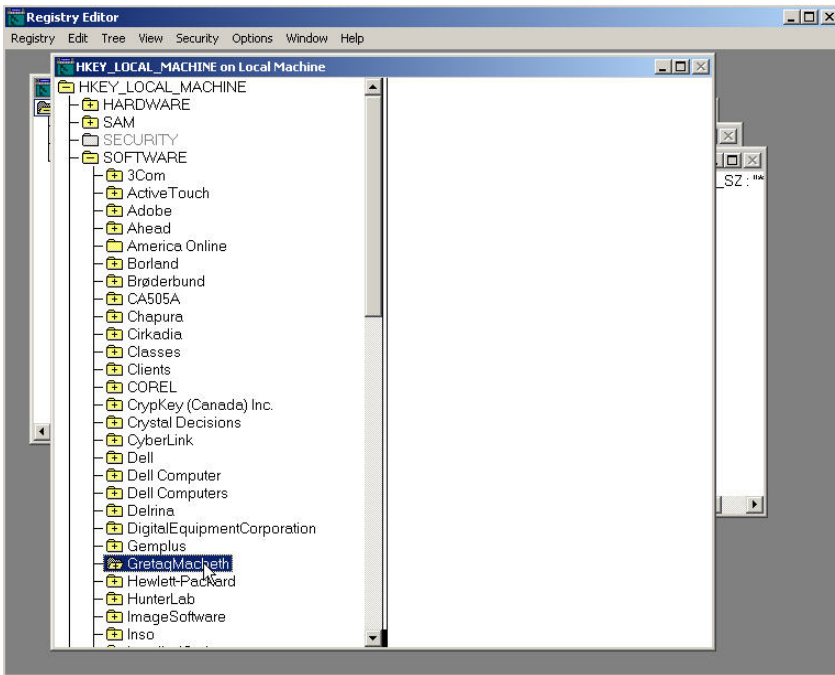 Registry Editor
Registry Edit Tree View Security Options Window Help
HKEY_LOCAL_MACHINE on Local Machine
HKEY_LOCAL_MACHINE
HARDWARE
SAM
SECURITY
SOFTWARE
_SZ:"*
3Com
ActiveTouch
Adobe
Ahead
America Online
Borland
Brøderbund
CA505A
Chapura
Cirkadia
Classes
Clients
COREL
CrypKey (Canada) Inc.
Crystal Decisions
CyberLink
Dell
Dell Computer
Dell Computers
Delrina
DigitalEquipmentCorporation
Gemplus
GretagMacbeth
Hewlett-Packard
HunterLab
ImageSoftware
Inso